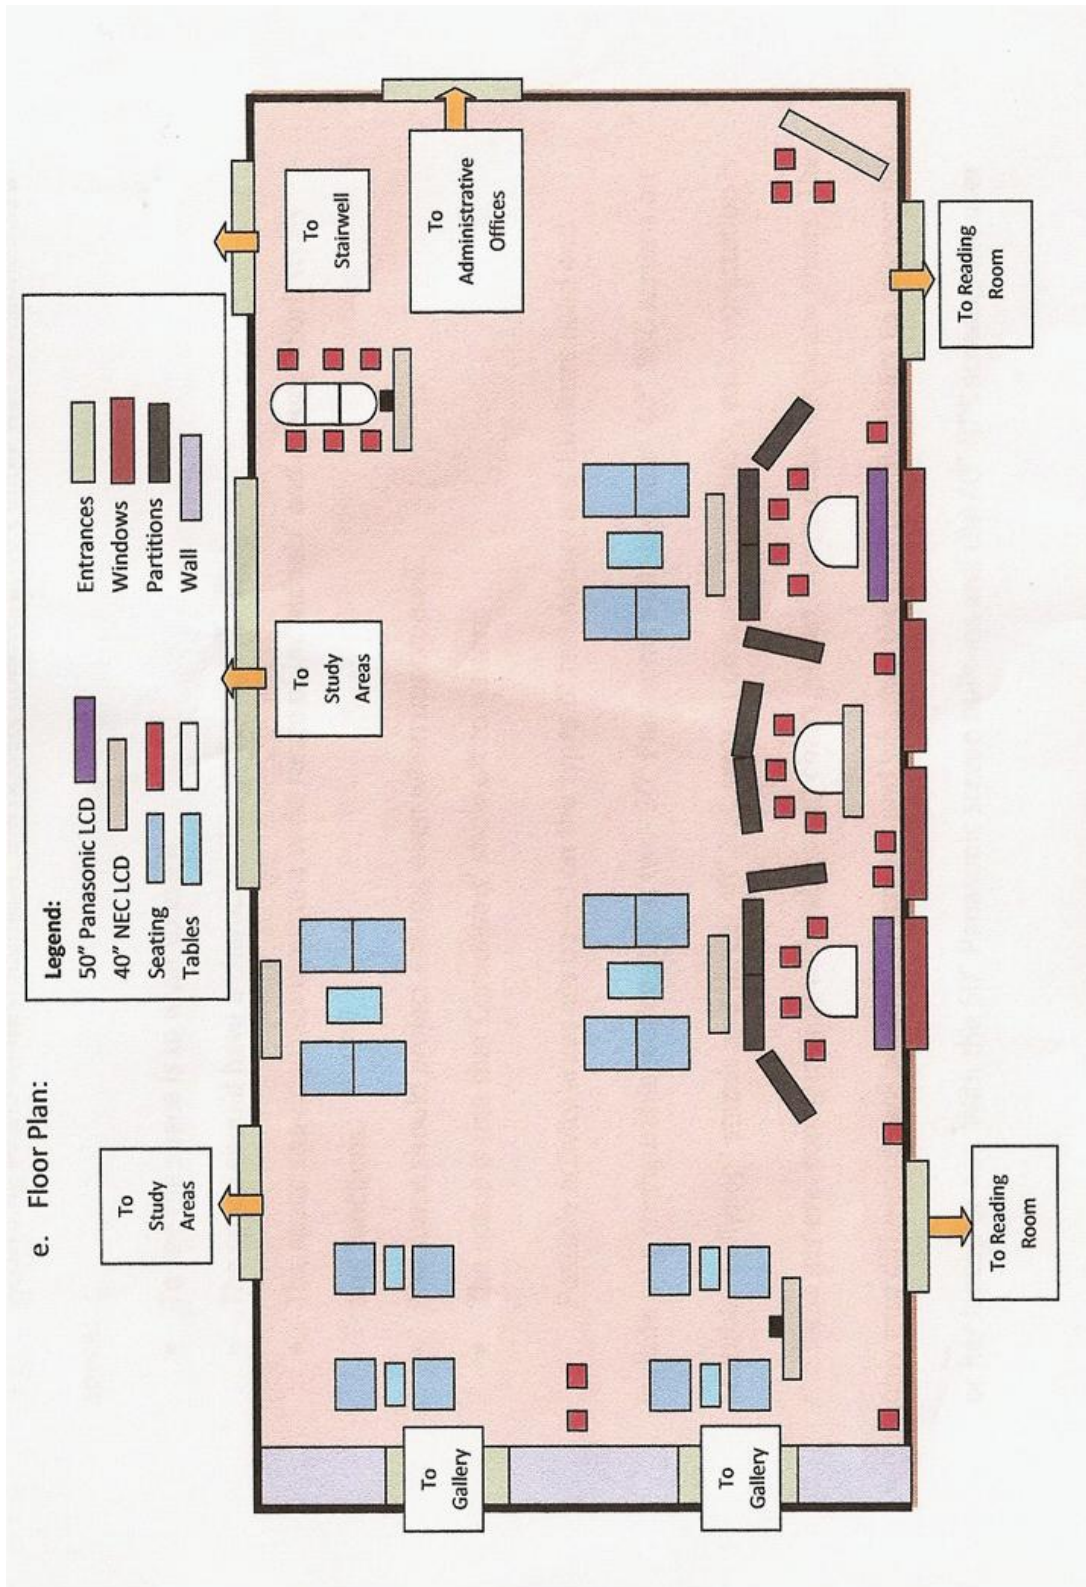 e. Floor Plan:
Legend:
50" Panasonic LCD
40" NEC LCD
Seating
Tables
Entrances
Windows
Partitions
Wall
To
Study
Areas
To
Study
Areas
To
Stairwell
To
Administrative
Offices
To
Gallery
To
Gallery
To Reading
Room
To Reading
Room